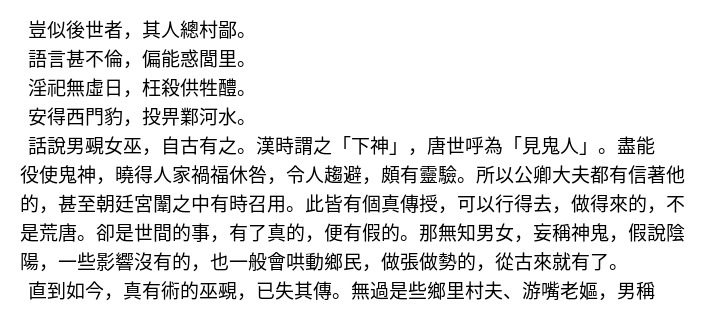 豈似後世者，其人總村鄙。
語言甚不倫，偏能惑閭里。
淫祀無虛日，枉殺供牲醴。
安得西門豹，投畀鄴河水。
話說男覡女巫，自古有之。漢時謂之「下神」，唐世呼為「見鬼人」。盡能
役使鬼神，曉得人家禍福休咎，令人趨避，頗有靈驗。所以公卿大夫都有信著他
的，甚至朝廷宮闈之中有時召用。此皆有個真傳授，可以行得去，做得來的，不
是荒唐。卻是世間的事，有了真的，便有假的。那無知男女，妄稱神鬼，假說陰
陽，一些影響沒有的，也一般會哄動鄉民，做張做勢的，從古來就有了。
直到如今，真有術的巫覡，已失其傳。無過是些鄉里村夫、游嘴老嫗，男稱